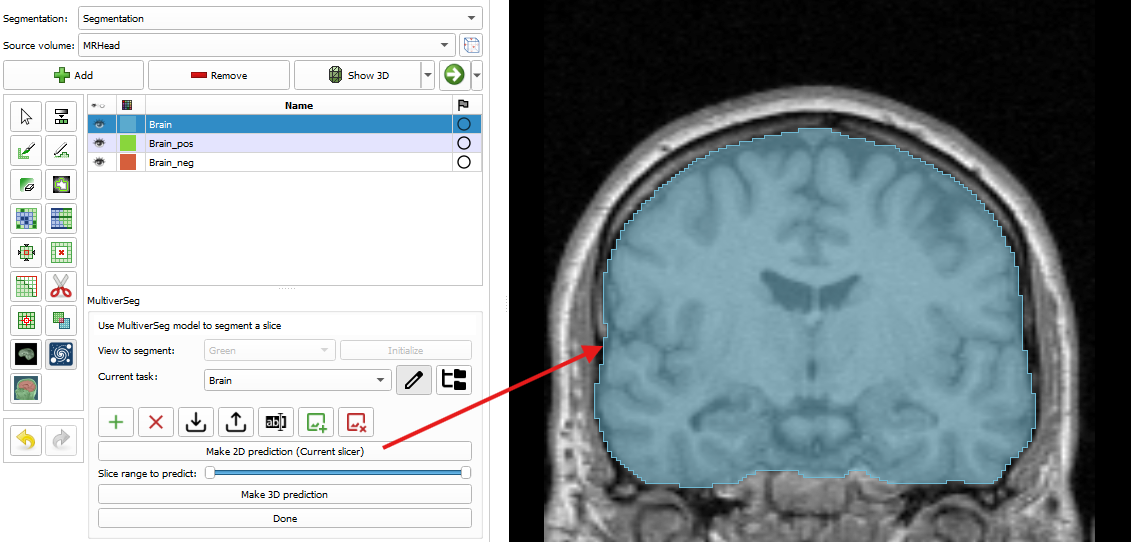 Segmentation: Segmentation
Source volume: MRHead
Add Remove Show 3D
Name
Brain
Brain_pos
Brain_neg
MultiverSeg
Use MultiverSeg model to segment a slice
View to segment: Green Initialize
Current task: Brain
ab
Make 2D prediction (Current slicer)
Slice range to predict:
Make 3D prediction
Done